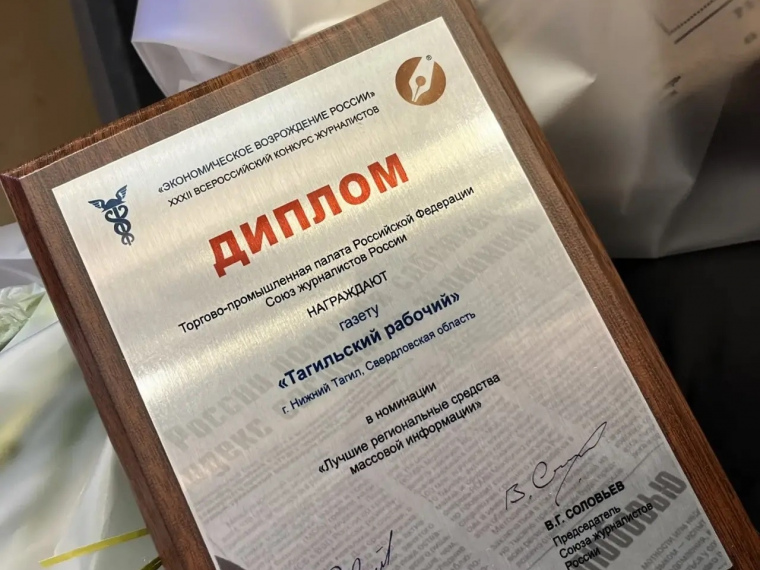 «ЭКОНОМИЧЕСКОЕ ВОЗРОЖДЕНИЕ РОССИИ»
XXXII ВСЕРОССИЙСКИЙ КОНКУРС ЖУРНАЛИСТОВ
ДИПЛОМ
Торгово-промышленная палата Российской Федерации
Союз журналистов России
НАГРАЖДАЮТ
газету
«Тагильский рабочий»
г. Нижний Тагил, Свердловская область
в номинации
«Лучшие региональные средства
массовой информации»
В.Г. СОЛОВЬЕВ
Председатель
Союза журналистов
России